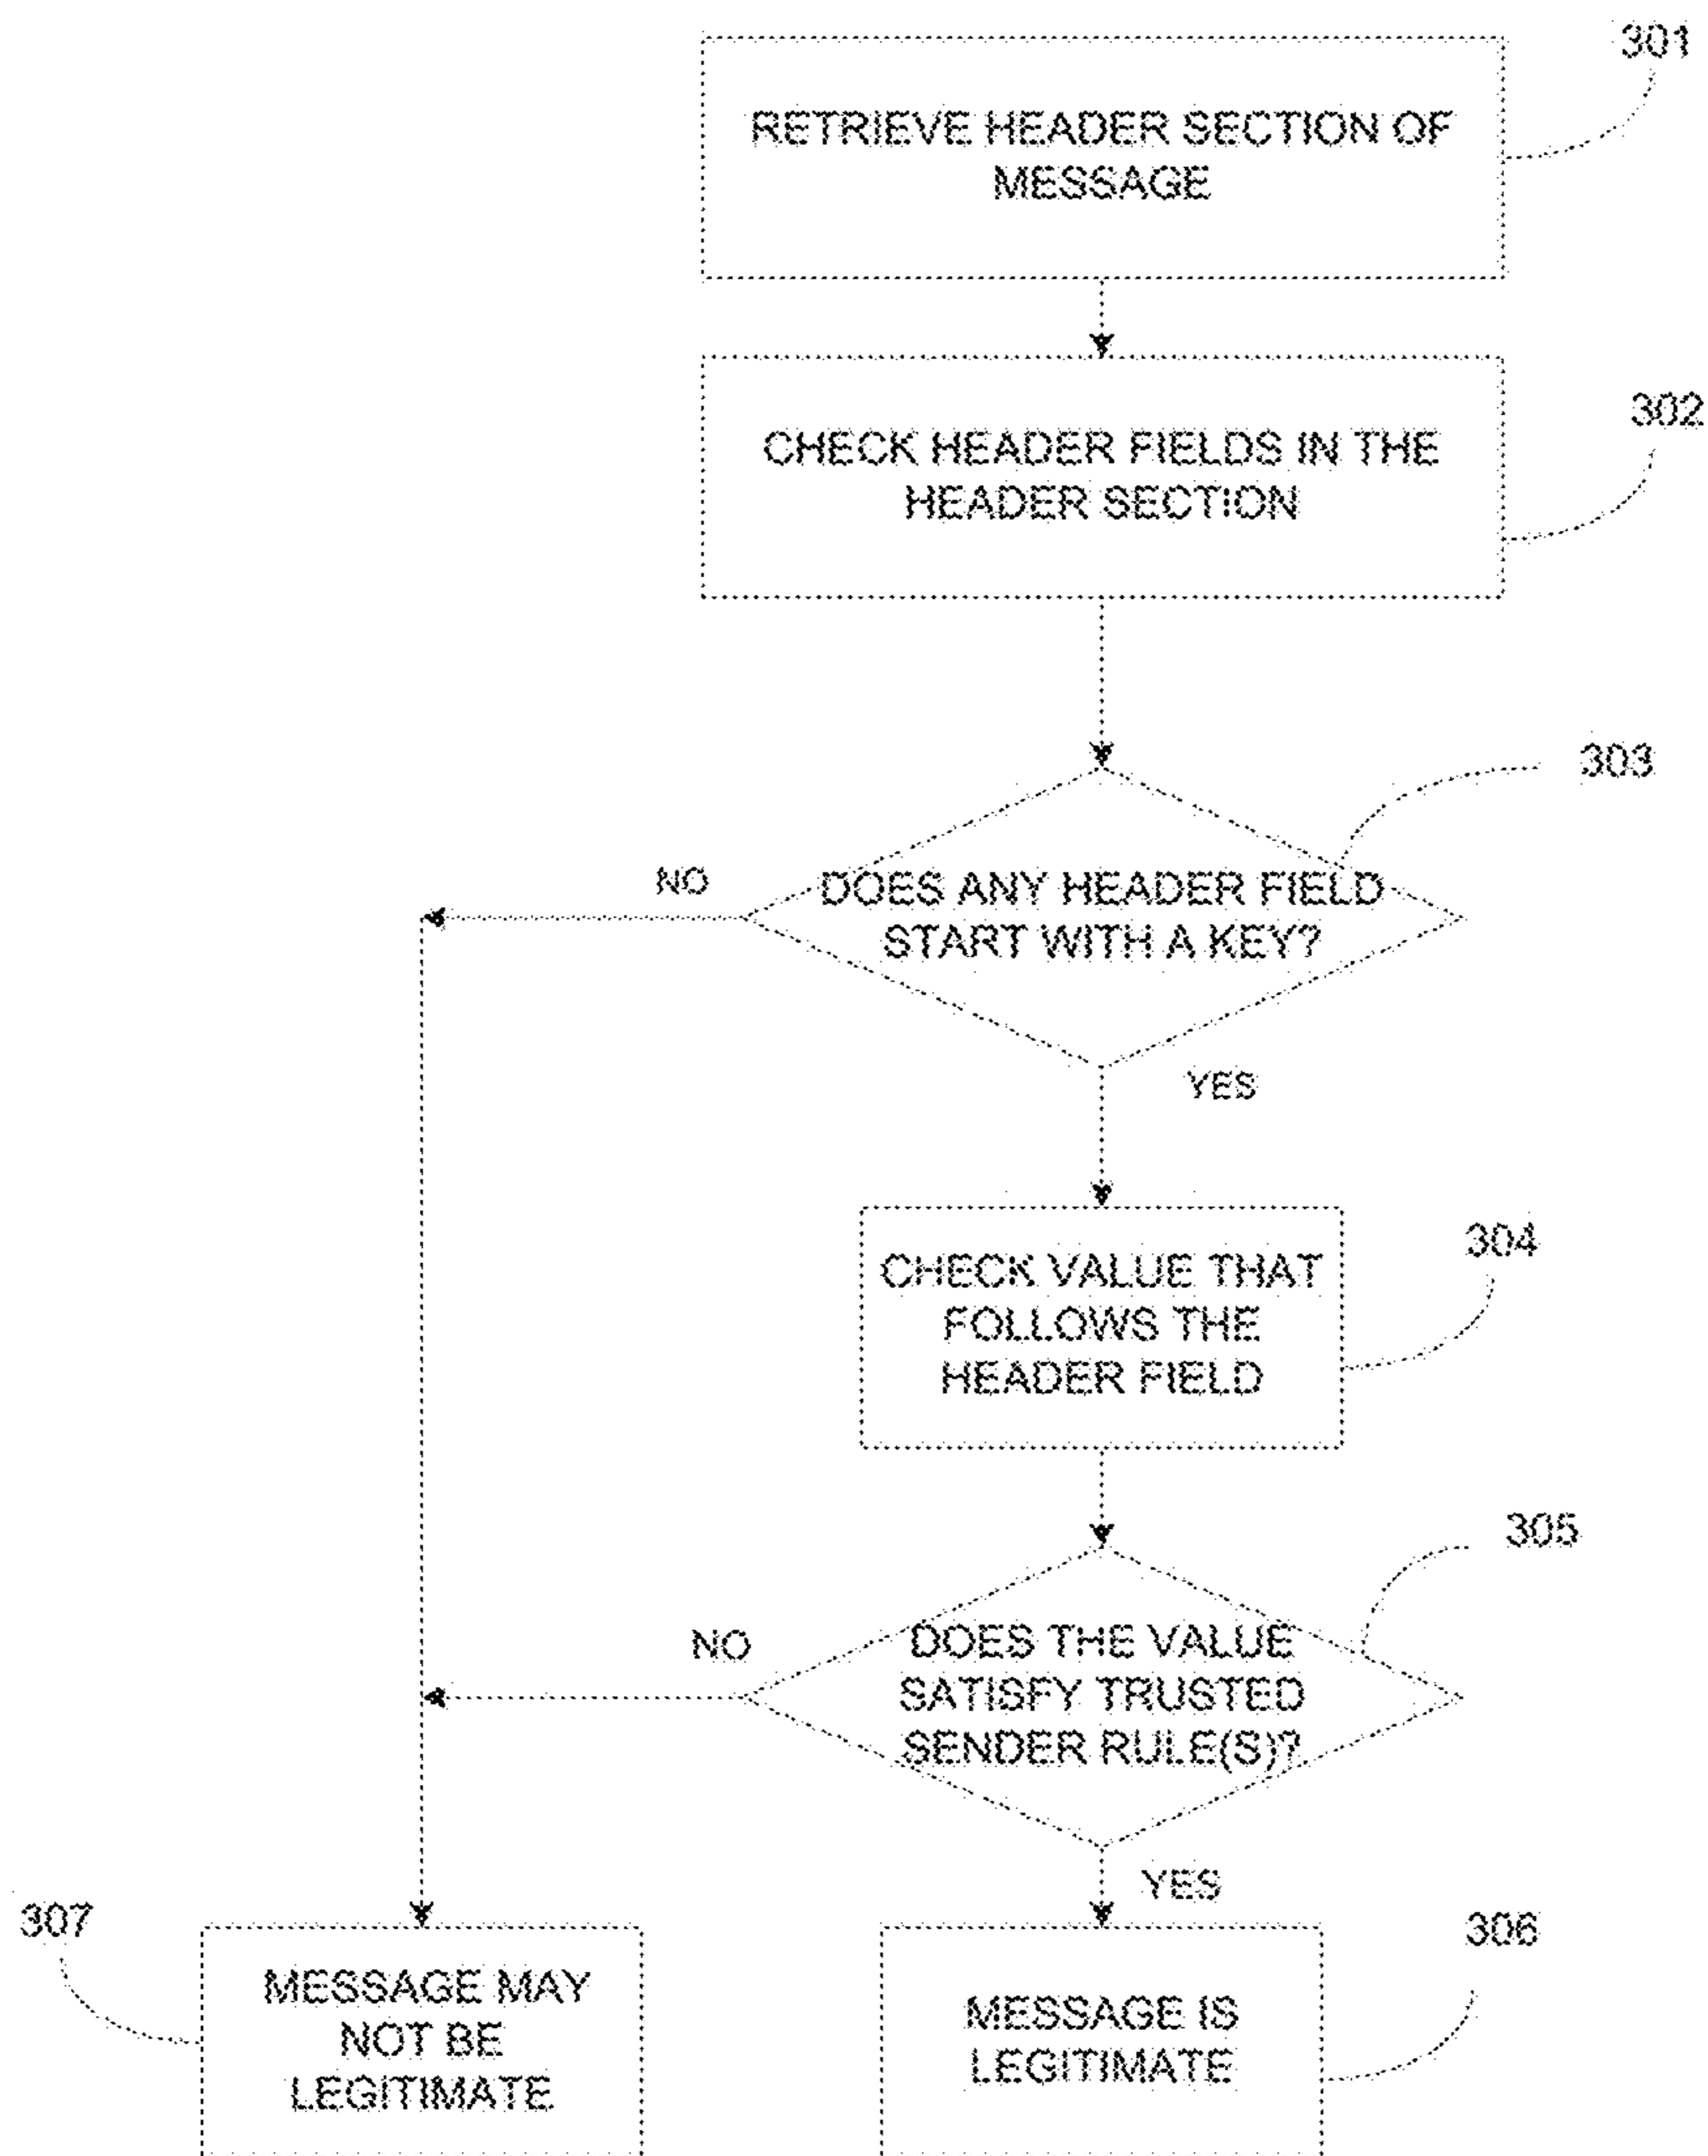 301
RETRIEVE HEADER SECTION OF
MESSAGE
302
CHECK HEADER FIELDS IN THE
HEADER SECTION
303
NO
DOES ANY HEADER FIELD
START WITH A KEY?
YES
304
CHECK VALUE THAT
FOLLOWS THE
HEADER FIELD
305
NO
DOES THE VALUE
SATISFY TRUSTED
SENDER RULE(S)?
YES
307
MESSAGE MAY
NOT BE
LEGITIMATE
306
MESSAGE IS
LEGITIMATE